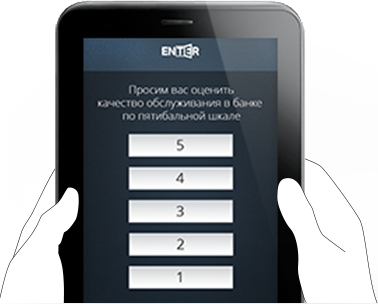 ENTER
Просим вас оценить
качество обслуживания в банке
по пятибальной шкале
5
4
3
2
1